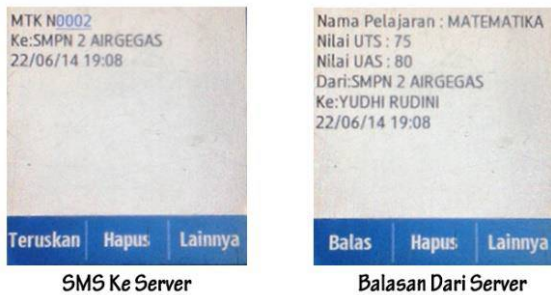 MTK N0002
Ke:SMPN 2 AIRGEGAS
22/06/14 19:08
Teruskan Hapus Lainnya
SMS Ke Server
Nama Pelajaran : MATEMATIKA
Nilai UTS : 75
Nilai UAS : 80
Dari:SMPN 2 AIRGEGAS
Ke:YUDHI RUDINI
22/06/14 19:08
Balas Hapus Lainnya
Balasan Dari Server